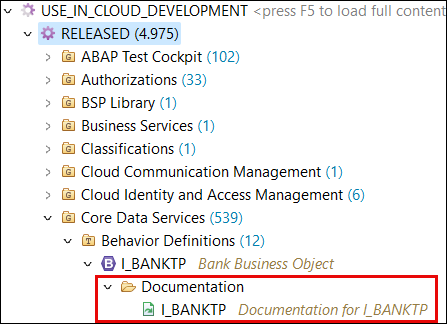 USE_IN_CLOUD_DEVELOPMENT <press F5 to load full conten
RELEASED (4.975)
ABAP Test Cockpit (102)
Authorizations (33)
BSP Library (1)
Business Services (1)
Classifications (1)
Cloud Communication Management (1)
Cloud Identity and Access Management (6)
Core Data Services (539)
Behavior Definitions (12)
I_BANKTP Bank Business Object
Documentation
I_BANKTP Documentation for I_BANKTP